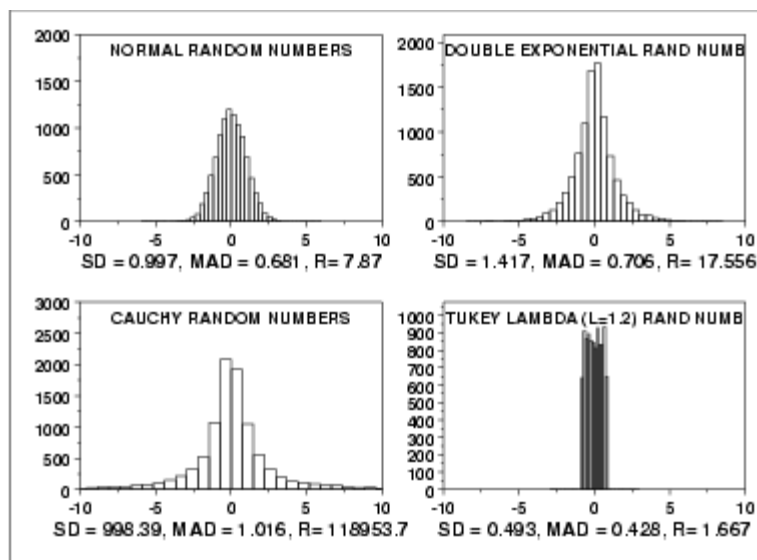 NORMAL RANDOM NUMBERS
2000
1500
1000
500
0
-10 -5 0 5 10
SD = 0.997, MAD = 0.681, R= 7.87
DOUBLE EXPONENTIAL RAND NUMB
2000
1500
1000
500
0
-10 -5 0 5 10
SD = 1.417, MAD = 0.706, R= 17.556
CAUCHY RANDOM NUMBERS
3000
2500
2000
1500
1000
500
0
-10 -5 0 5 10
SD = 998.39, MAD = 1.016, R= 118953.7
TUKEY LAMBDA (L=1.2) RAND NUMB
1000
900
800
700
600
500
400
300
200
100
0
-10 -5 0 5 10
SD = 0.493, MAD = 0.428, R= 1.667